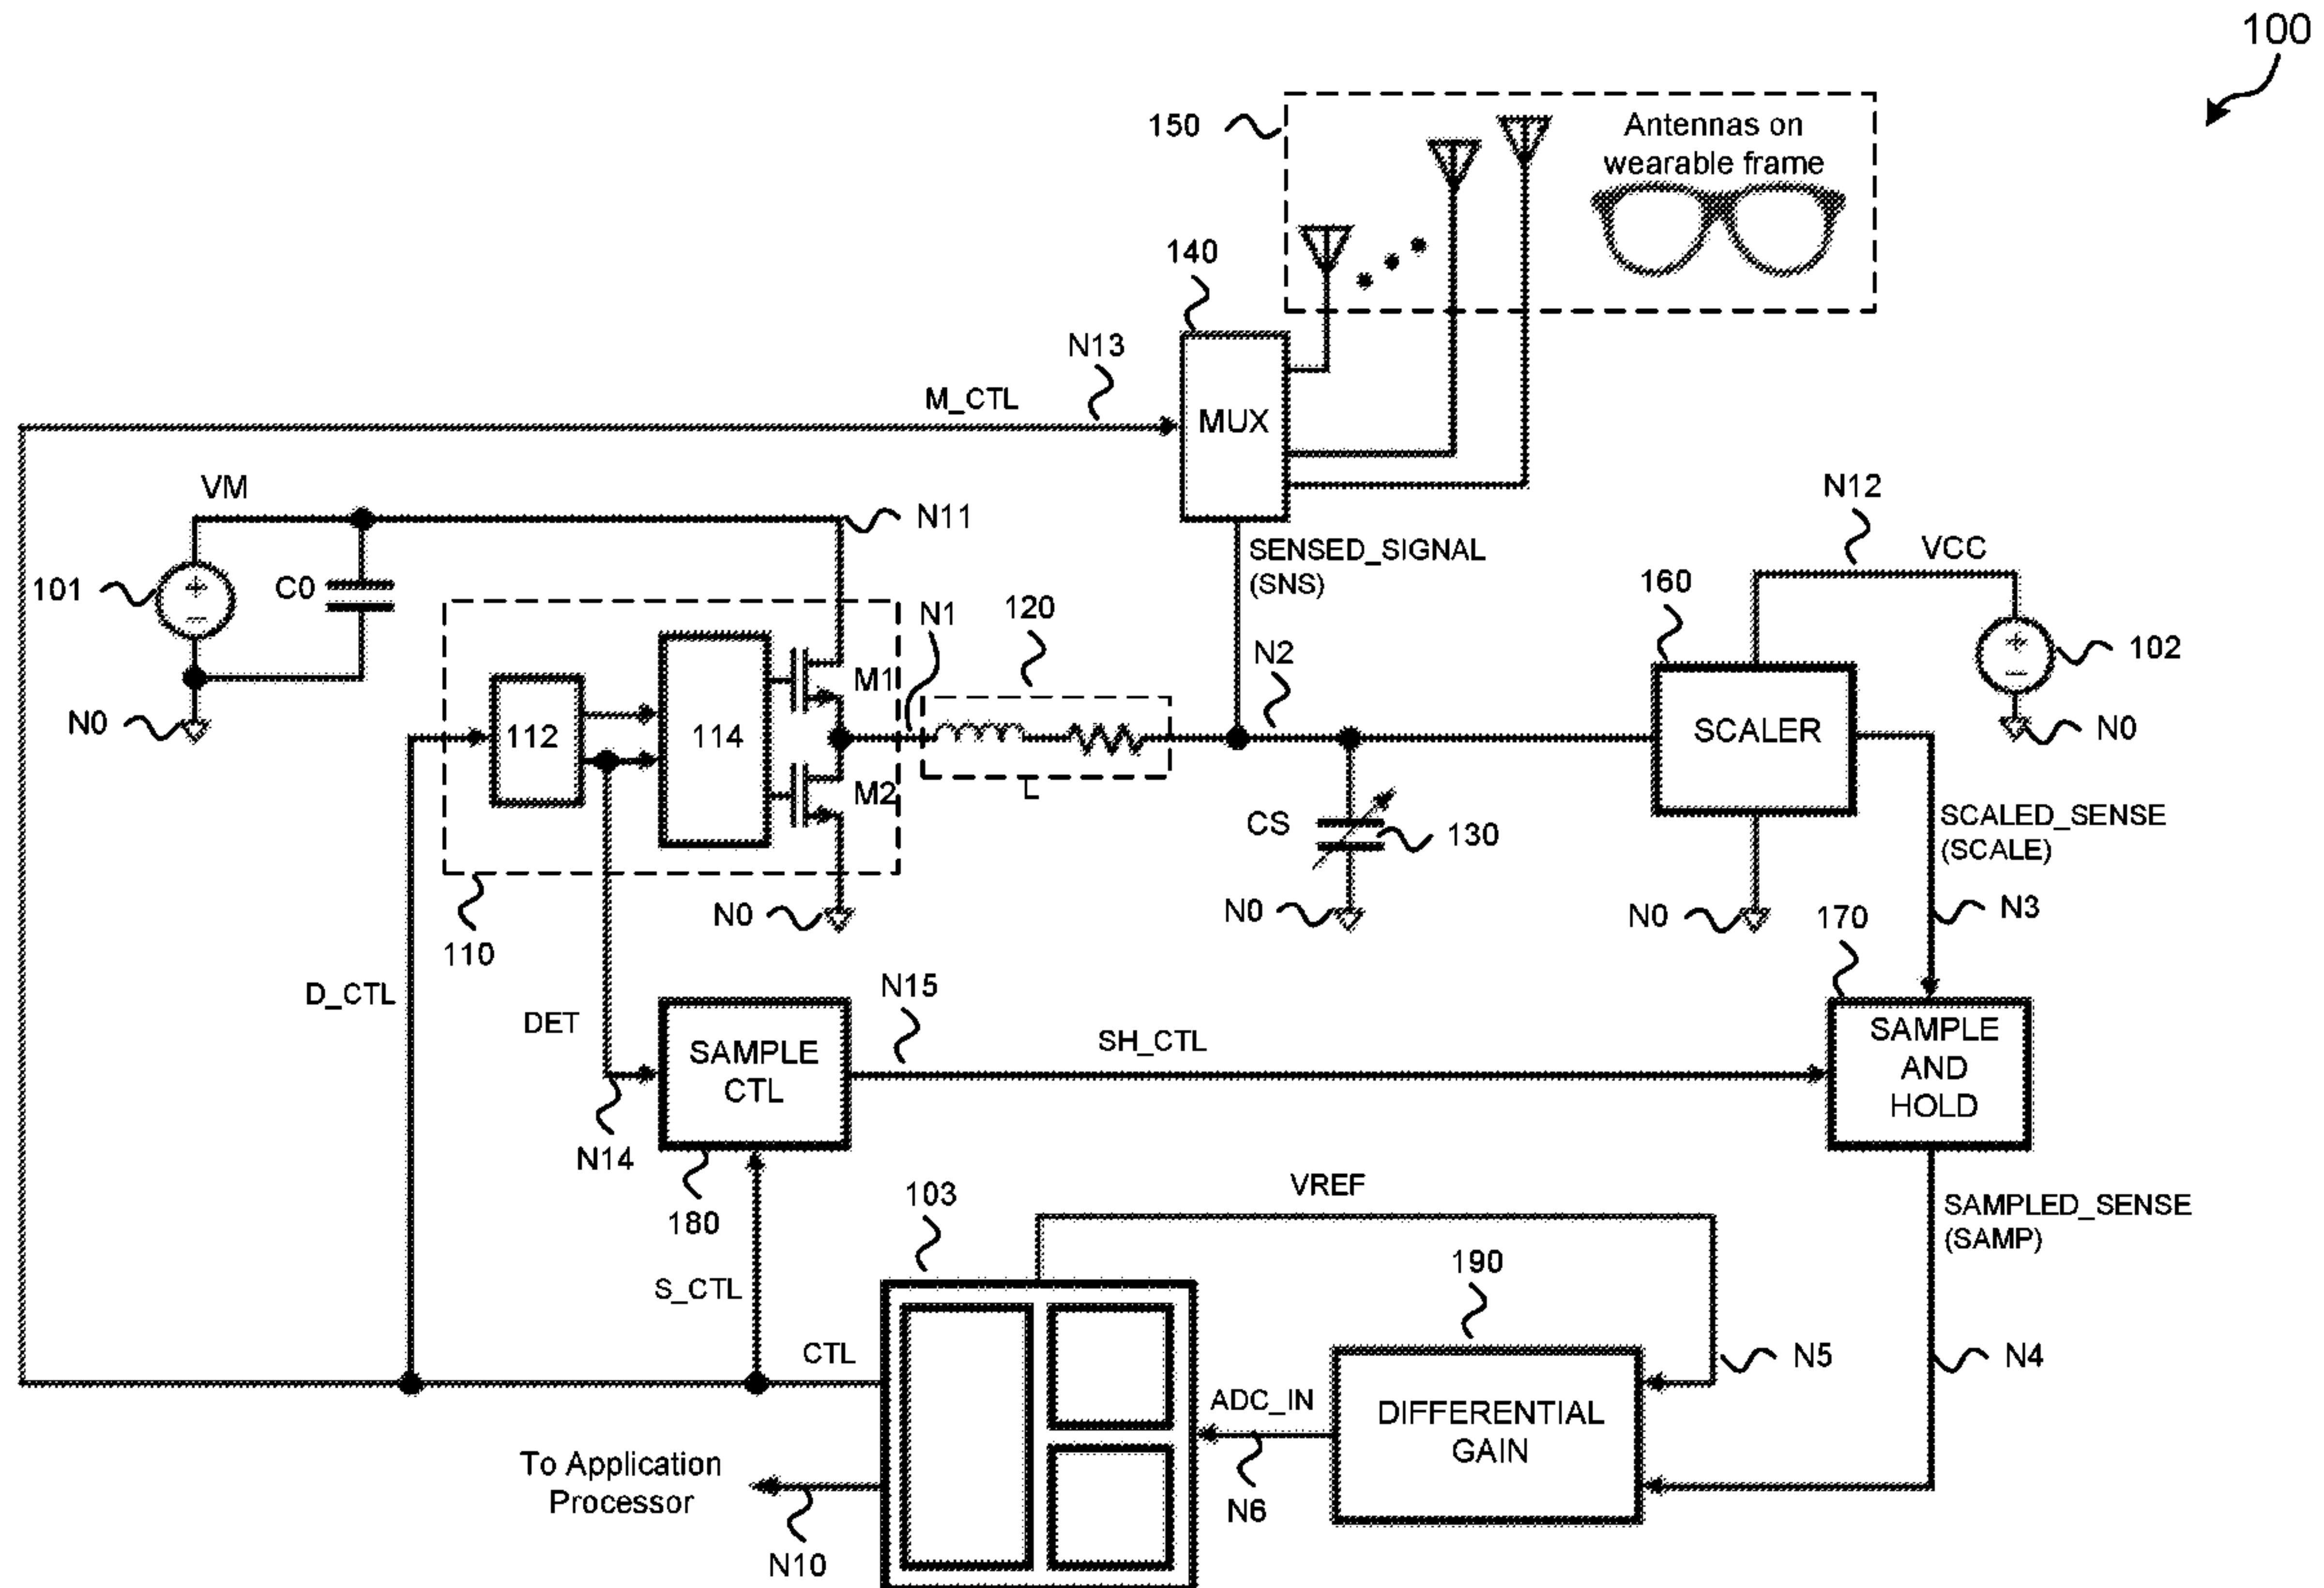 100
150
Antennas on
wearable frame
140
N13
M_CTL
MUX
VM
N11
N12
VCC
SENSED_SIGNAL
(SNS)
101
+
−
C0
N1
120
N2
160
+
−
102
M1
N0
112
114
SCALER
N0
M2
L
CS
130
SCALED_SENSE
(SCALE)
N0
N0
N0
N3
110
170
D_CTL
DET
N15
SAMPLE
CTL
SH_CTL
SAMPLE
AND
HOLD
N14
180
103
VREF
SAMPLED_SENSE
(SAMP)
S_CTL
190
CTL
N5
N4
ADC_IN
DIFFERENTIAL
GAIN
To Application
Processor
N6
N10